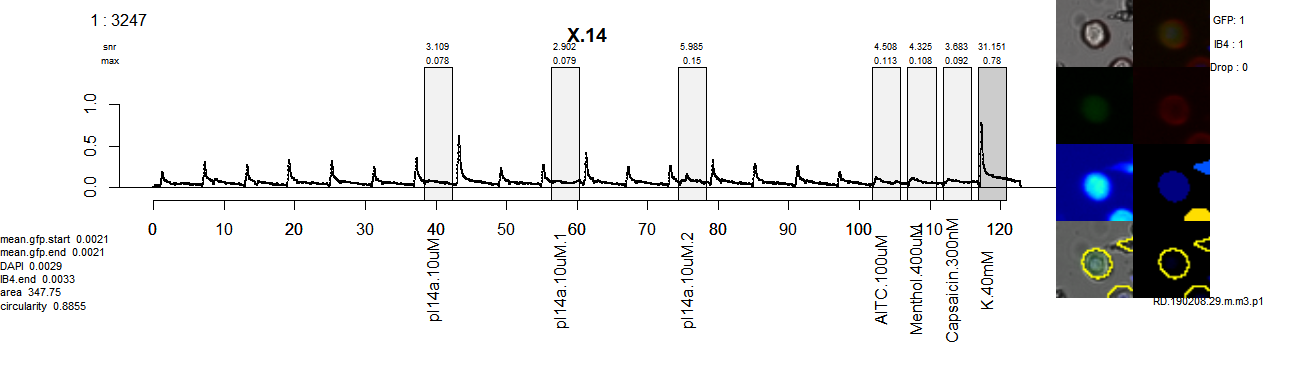 1 : 3247
X.14
GFP: 1
IB4 : 1
Drop : 0
snr 3.109 2.902 5.985 4.508 4.325 3.683 31.151
max 0.078 0.079 0.15 0.113 0.108 0.092 0.78
1.0
0.5
0.0
0 10 20 30 40 50 60 70 80 90 100 110 120
pl14a.10uM
pl14a.10uM.1
pl14a.10uM.2
AITC.100uM
Menthol.400uM
Capsaicin.300nM
K.40mM
mean.gfp.start 0.0021
mean.gfp.end 0.0021
DAPI 0.0029
IB4.end 0.0033
area 347.75
circularity 0.8855
RD.190208.29.m.m3.p1